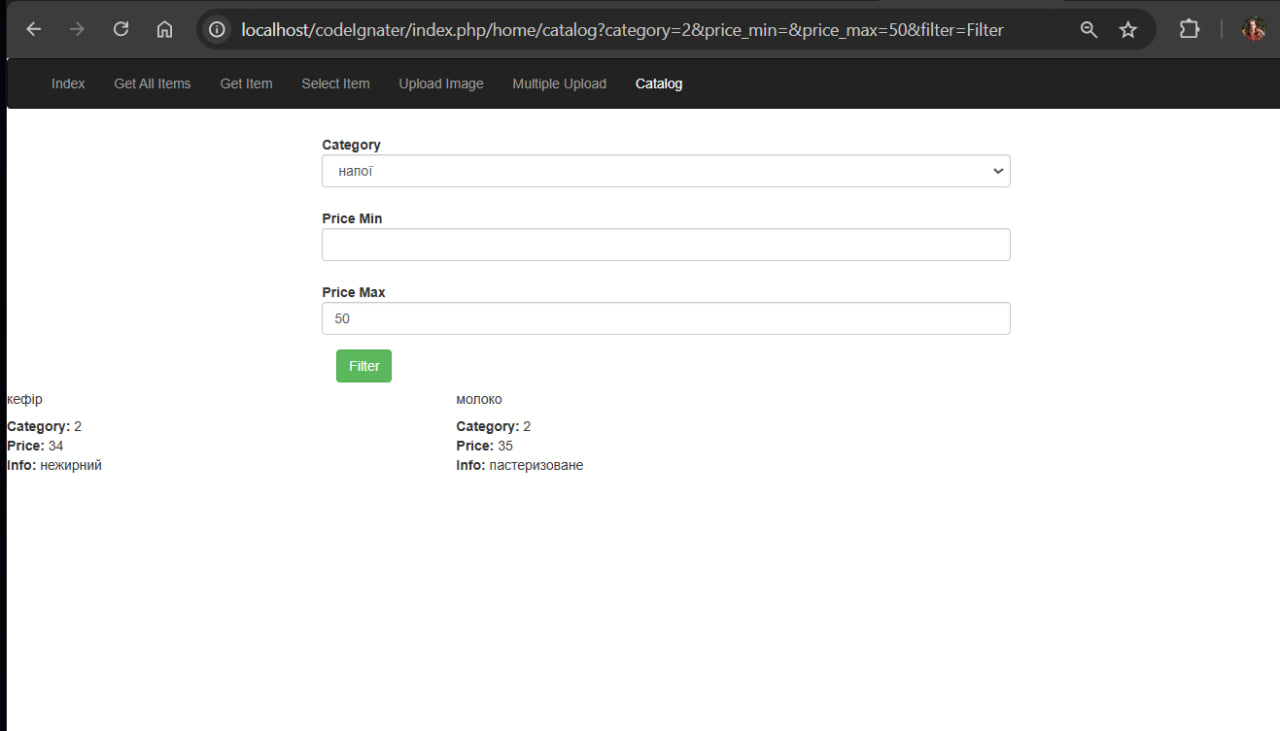 localhost/codeIgnater/index.php/home/catalog?category=2&price_min=&price_max=50&filter=Filter
Index Get All Items Get Item Select Item Upload Image Multiple Upload Catalog
Category
напої
Price Min
Price Max
50
Filter
кефір молоко
Category: 2 Category: 2
Price: 34 Price: 35
Info: нежирний Info: пастеризоване